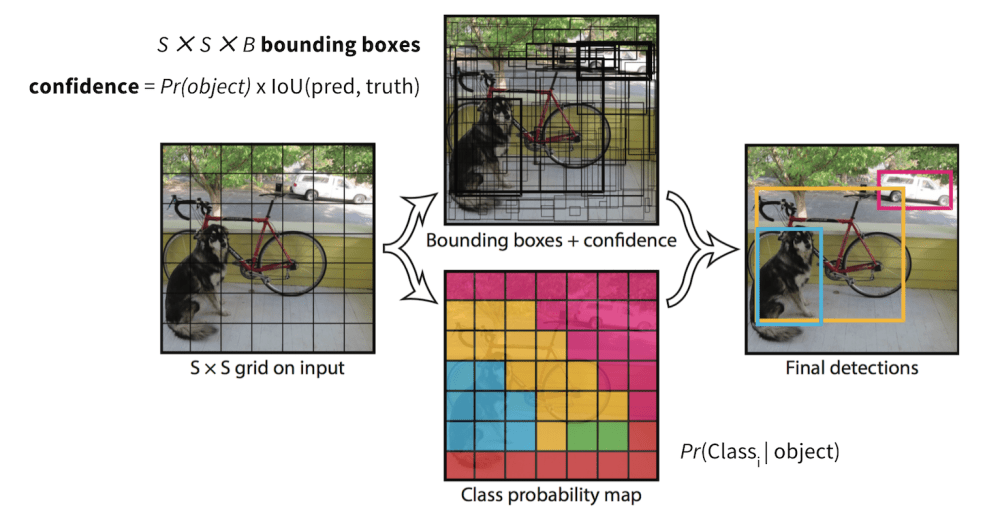 S × S × B bounding boxes
confidence = Pr(object) x IoU(pred, truth)
Bounding boxes + confidence
S × S grid on input
Final detections
Pr(Classᵢ | object)
Class probability map